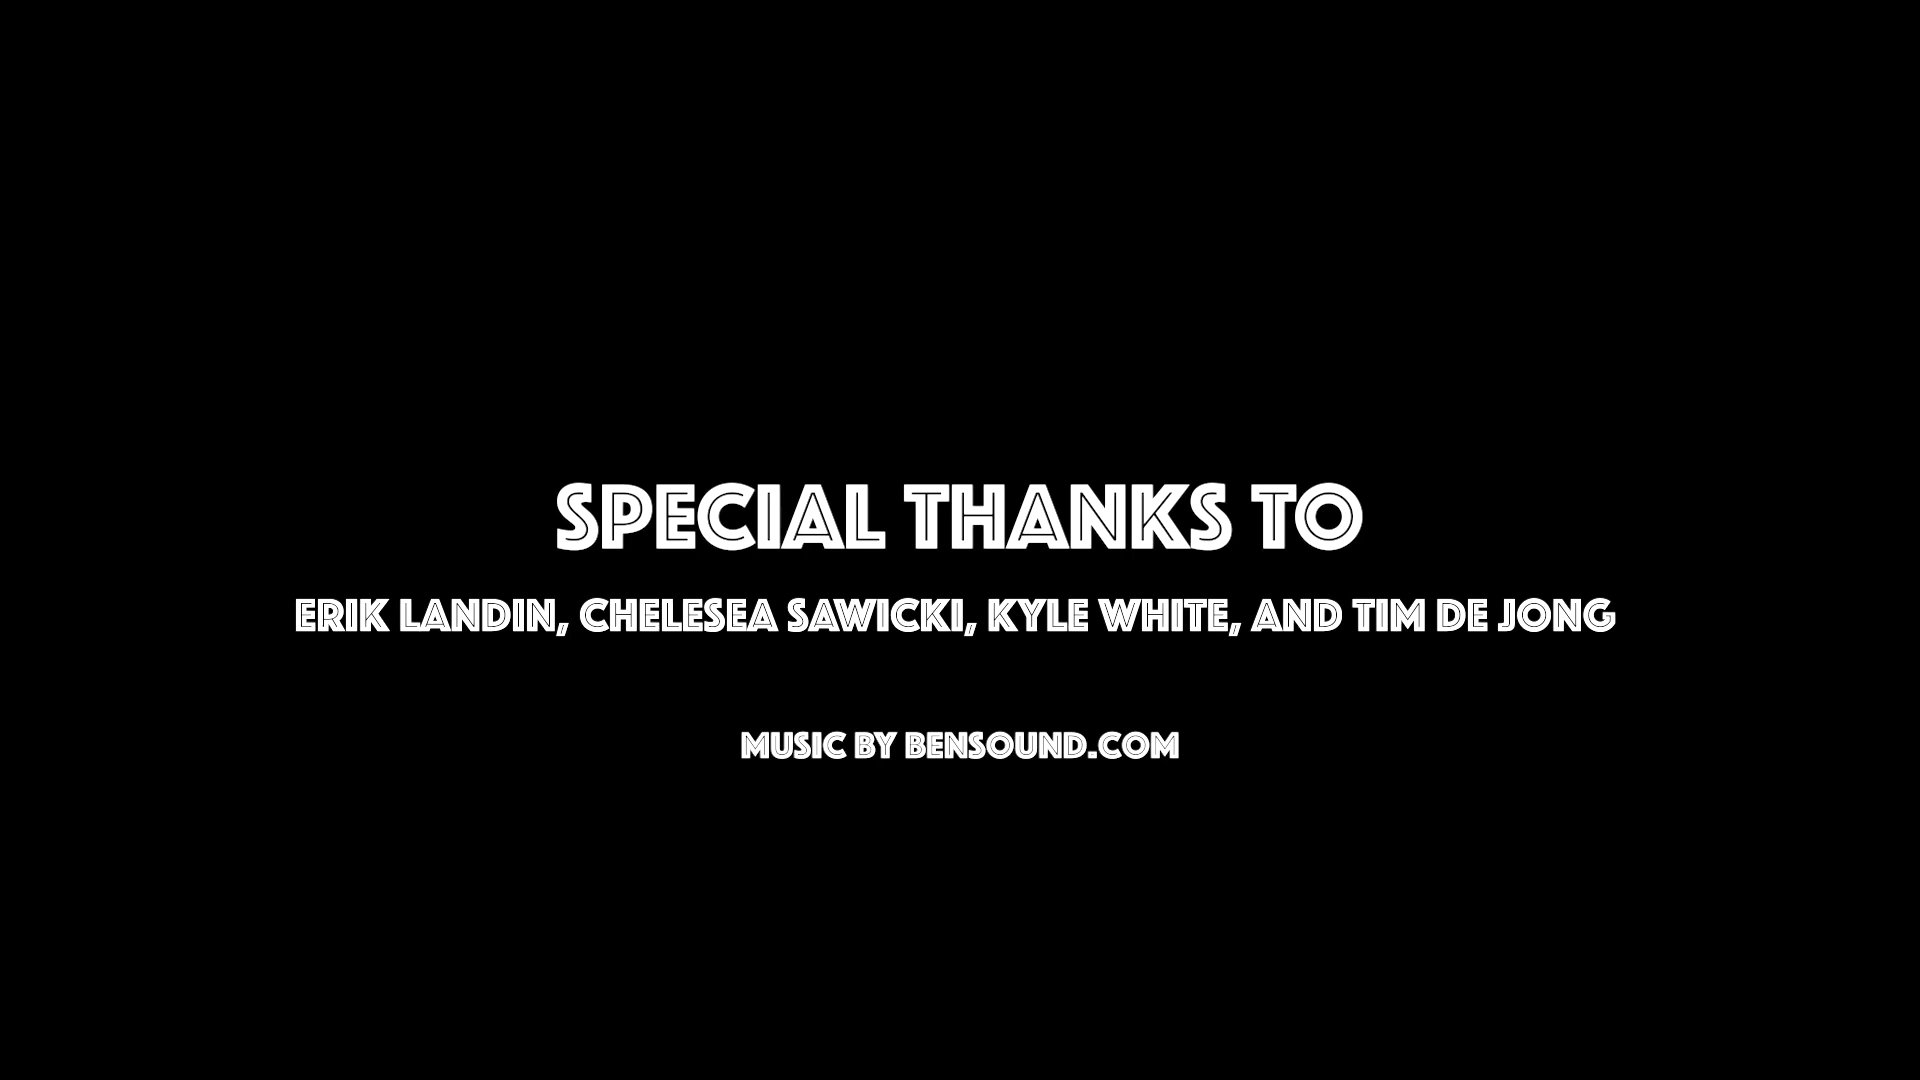 SPECIAL THANKS TO
ERIK LANDIN, CHELESEA SAWICKI, KYLE WHITE, AND TIM DE JONG
MUSIC BY BENSOUND.COM